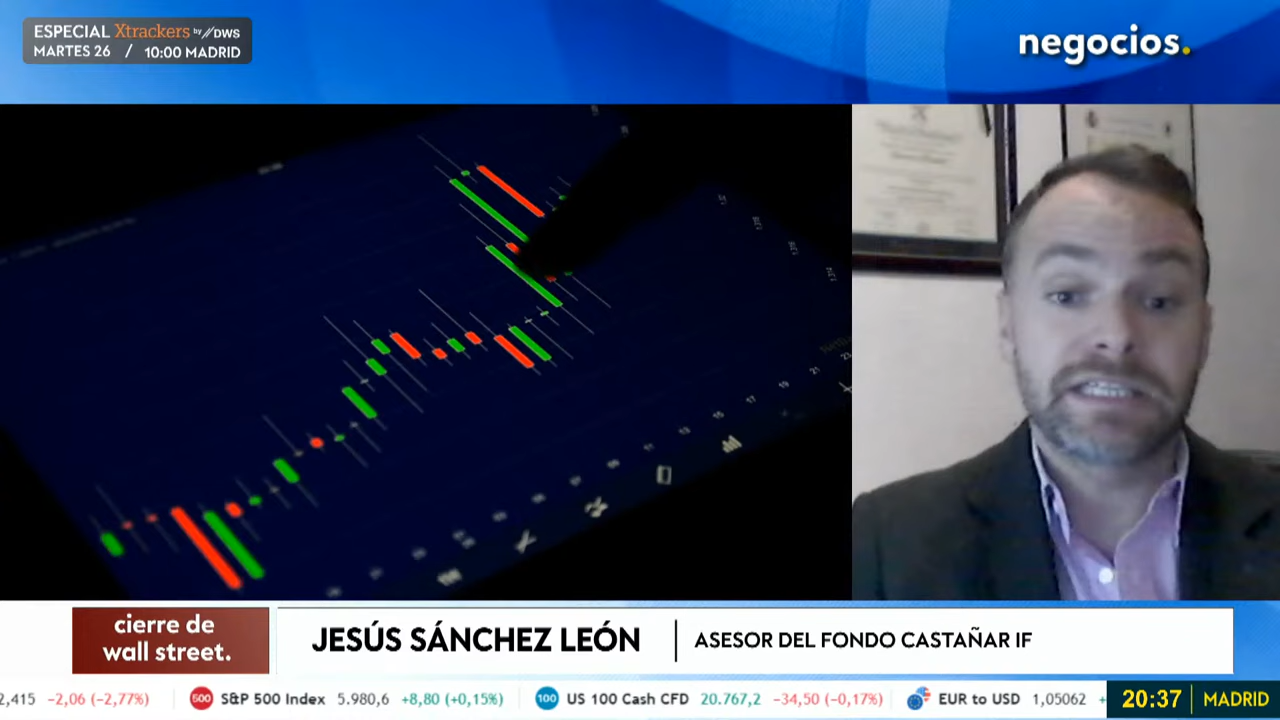 ESPECIAL Xtrackers by DWS
MARTES 26 / 10:00 MADRID
negocios.
cierre de
wall street.
JESÚS SÁNCHEZ LEÓN
ASESOR DEL FONDO CASTAÑAR IF
2,415 -2,06 (-2,77%) 500 S&P 500 Index 5.980,6 +8,80 (+0,15%) 100 US 100 Cash CFD 20.767,2 -34,50 (-0,17%) EUR to USD 1,05062 +
20:37 MADRID